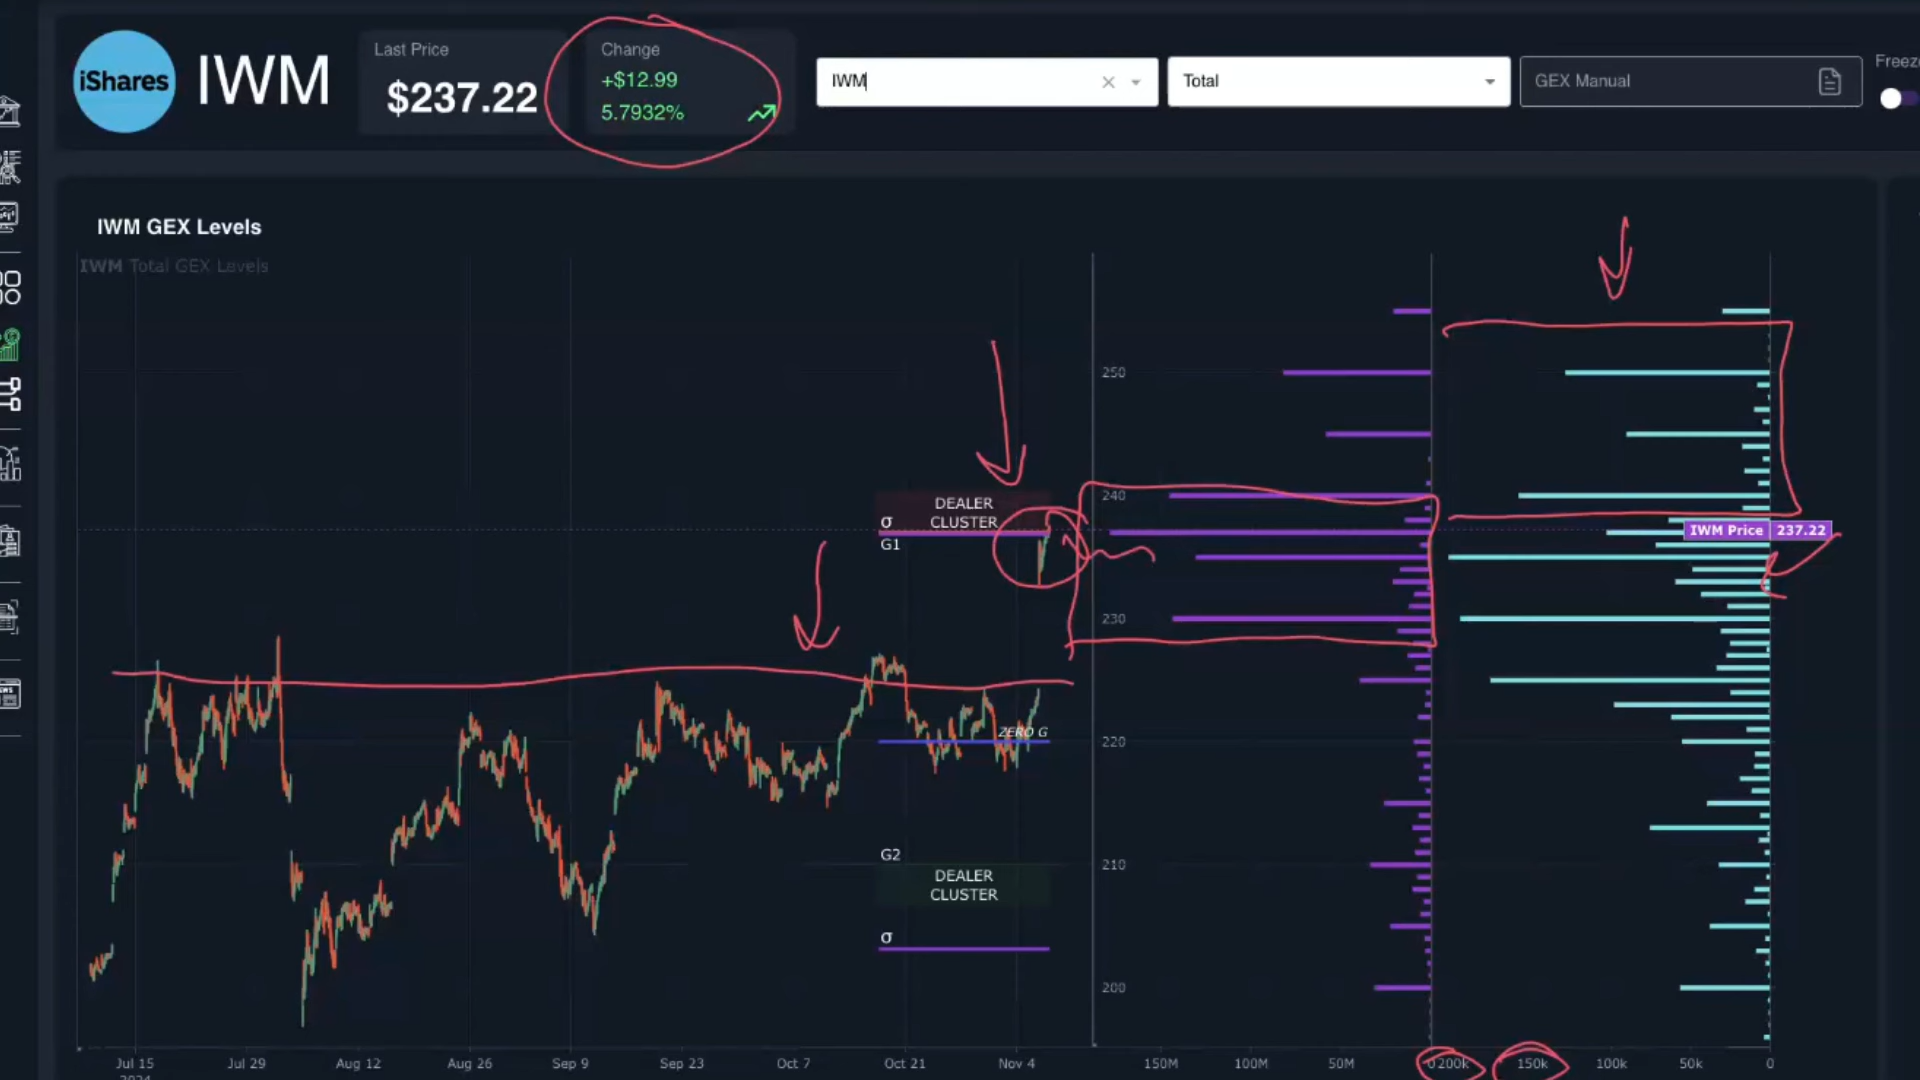 iShares
IWM
Last Price
$237.22
Change
+$12.99
5.7932%
IWM
Total
GEX Manual
Freeze
IWM GEX Levels
IWM Total GEX Levels
DEALER
CLUSTER
σ
G1
ZERO G
G2
DEALER
CLUSTER
σ
250
240
230
220
210
200
IWM Price 237.22
Jul 15
Jul 29
Aug 12
Aug 26
Sep 9
Sep 23
Oct 7
Oct 21
Nov 4
150M
100M
50M
0
200k
150k
100k
50k
0